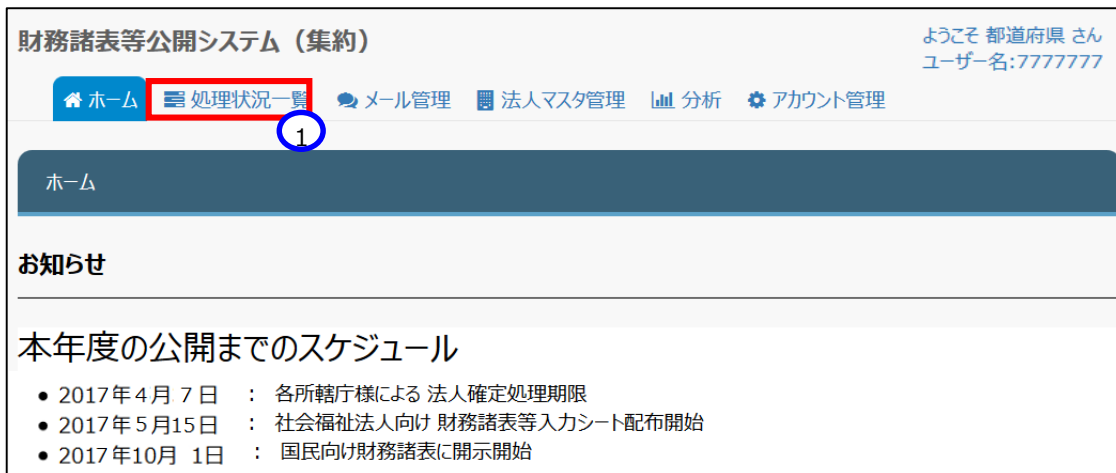 財務諸表等公開システム（集約）
ようこそ 都道府県 さん
ユーザー名:7777777
ホーム 処理状況一覧 メール管理 法人マスタ管理 分析 アカウント管理
1
ホーム
お知らせ
本年度の公開までのスケジュール
● 2017年4月 7 日 ： 各所轄庁様による 法人確定処理期限
● 2017年5月15日 ： 社会福祉法人向け 財務諸表等入力シート配布開始
● 2017年10月 1日 ： 国民向け財務諸表に開示開始